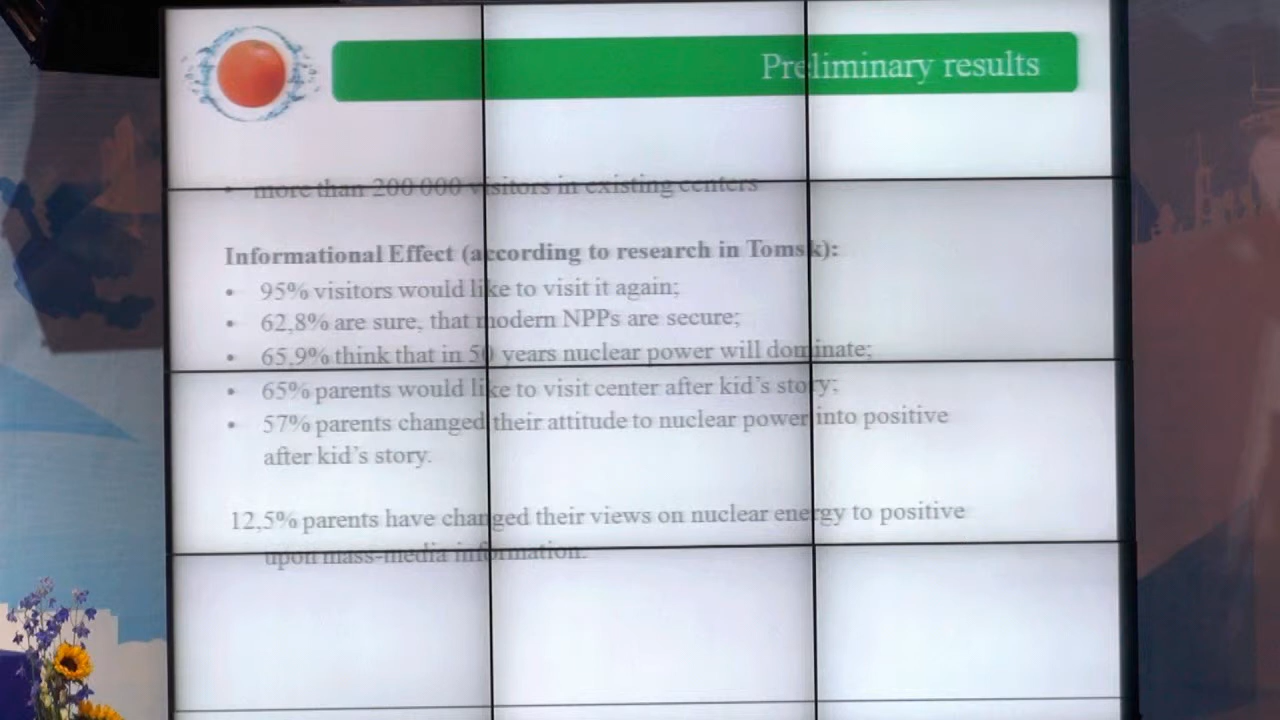 Preliminary results
• more than 200 000 visitors in existing centers
Informational Effect (according to research in Tomsk):
• 95% visitors would like to visit it again;
• 62,8% are sure, that modern NPPs are secure;
• 65,9% think that in 50 years nuclear power will dominate;
• 65% parents would like to visit center after kid's story;
• 57% parents changed their attitude to nuclear power into positive
after kid's story.
12,5% parents have changed their views on nuclear energy to positive
upon mass-media information.